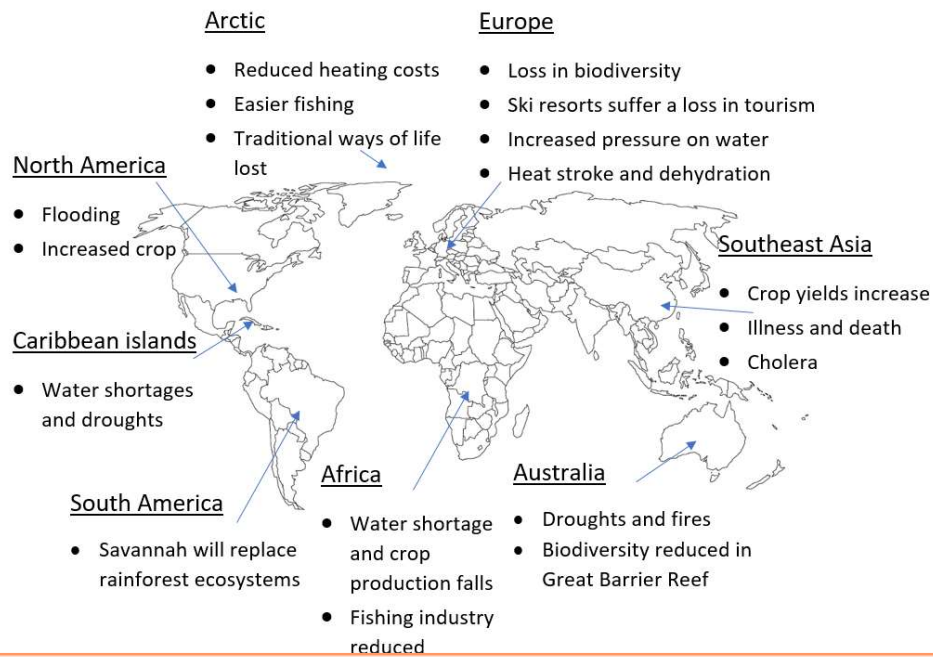 Arctic
● Reduced heating costs
● Easier fishing
● Traditional ways of life
lost
Europe
● Loss in biodiversity
● Ski resorts suffer a loss in tourism
● Increased pressure on water
● Heat stroke and dehydration
North America
● Flooding
● Increased crop
Southeast Asia
● Crop yields increase
● Illness and death
● Cholera
Caribbean islands
● Water shortages
and droughts
South America
● Savannah will replace
rainforest ecosystems
Africa
● Water shortage
and crop
production falls
● Fishing industry
reduced
Australia
● Droughts and fires
● Biodiversity reduced in
Great Barrier Reef